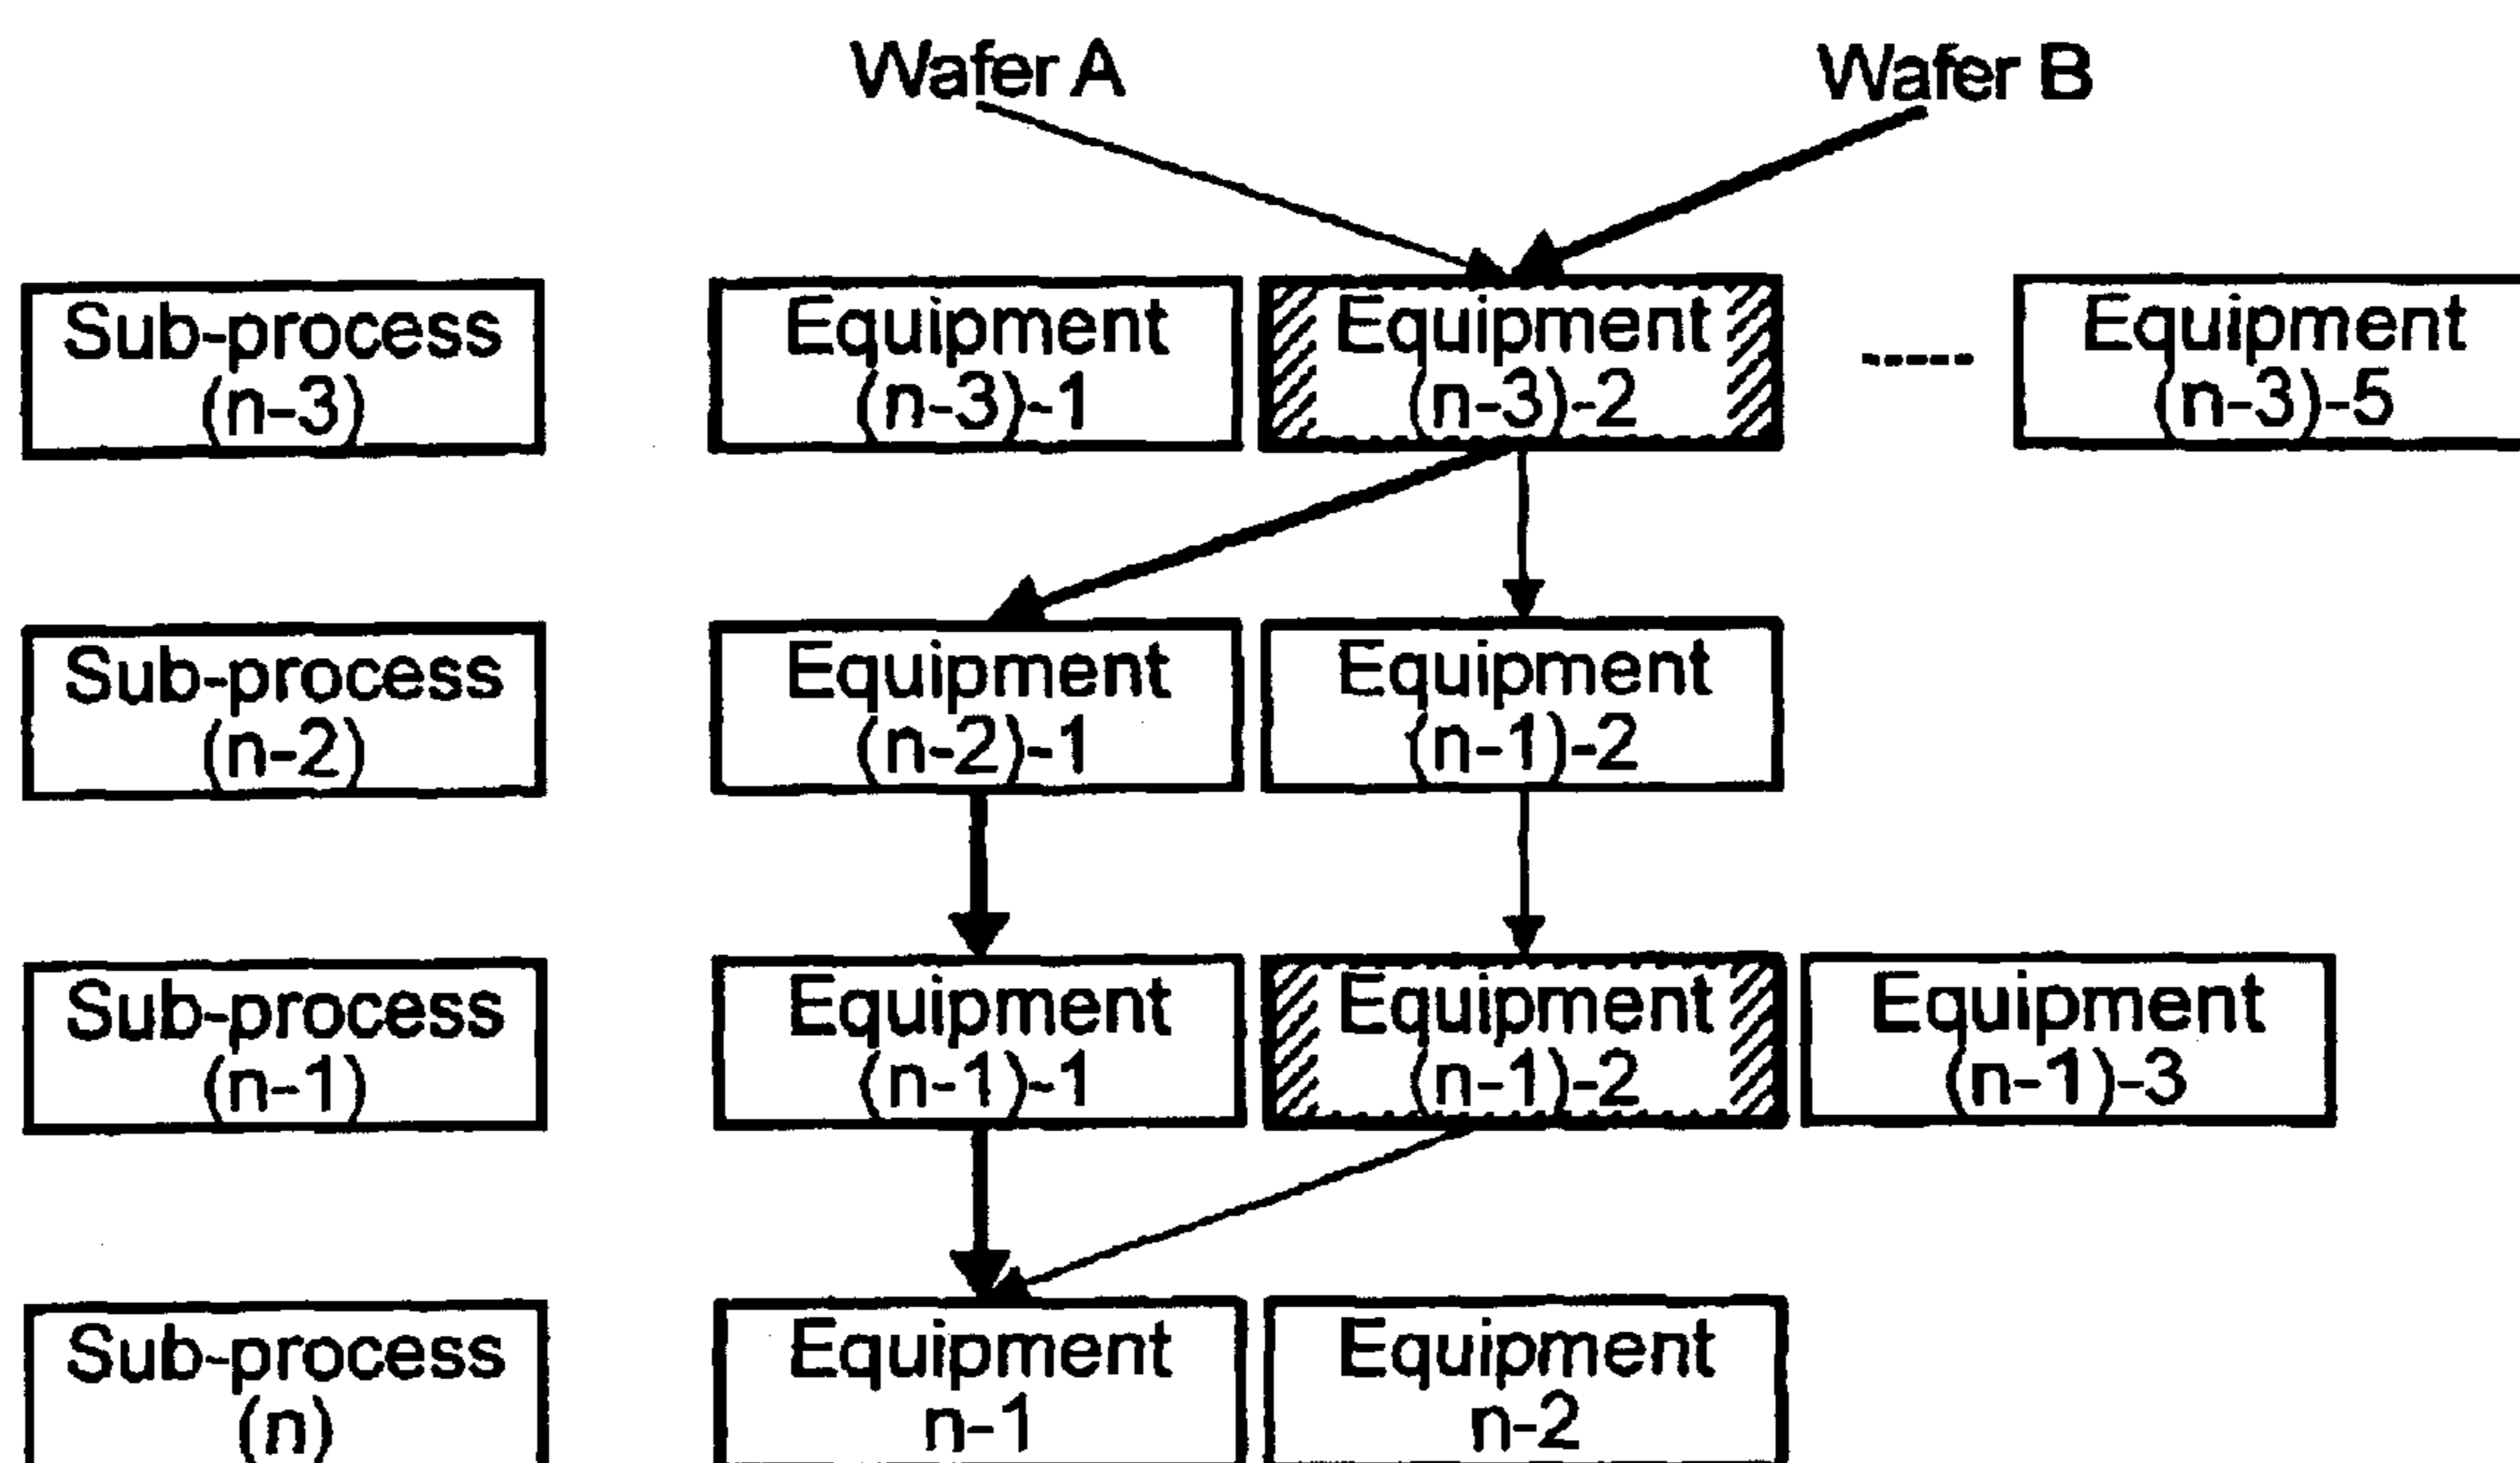 Wafer A
Wafer B
Sub-process
(n-3)
Equipment
(n-3)-1
Equipment
(n-3)-2
-----
Equipment
(n-3)-5
Sub-process
(n-2)
Equipment
(n-2)-1
Equipment
(n-1)-2
Sub-process
(n-1)
Equipment
(n-1)-1
Equipment
(n-1)-2
Equipment
(n-1)-3
Sub-process
(n)
Equipment
n-1
Equipment
n-2